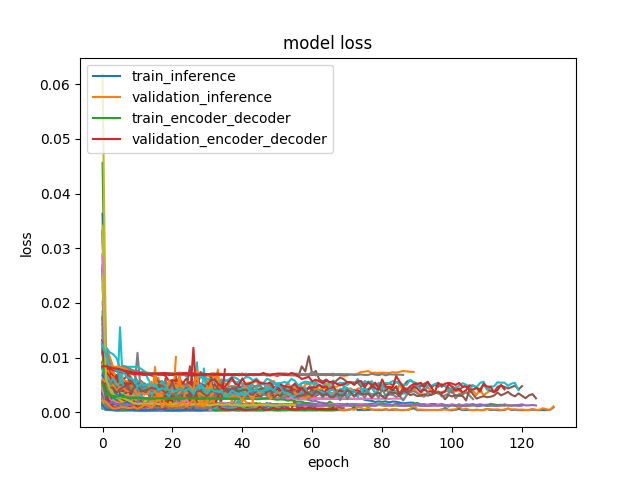 model loss
train_inference
validation_inference
train_encoder_decoder
validation_encoder_decoder
0.06
0.05
0.04
0.03
0.02
0.01
0.00
loss
0 20 40 60 80 100 120
epoch